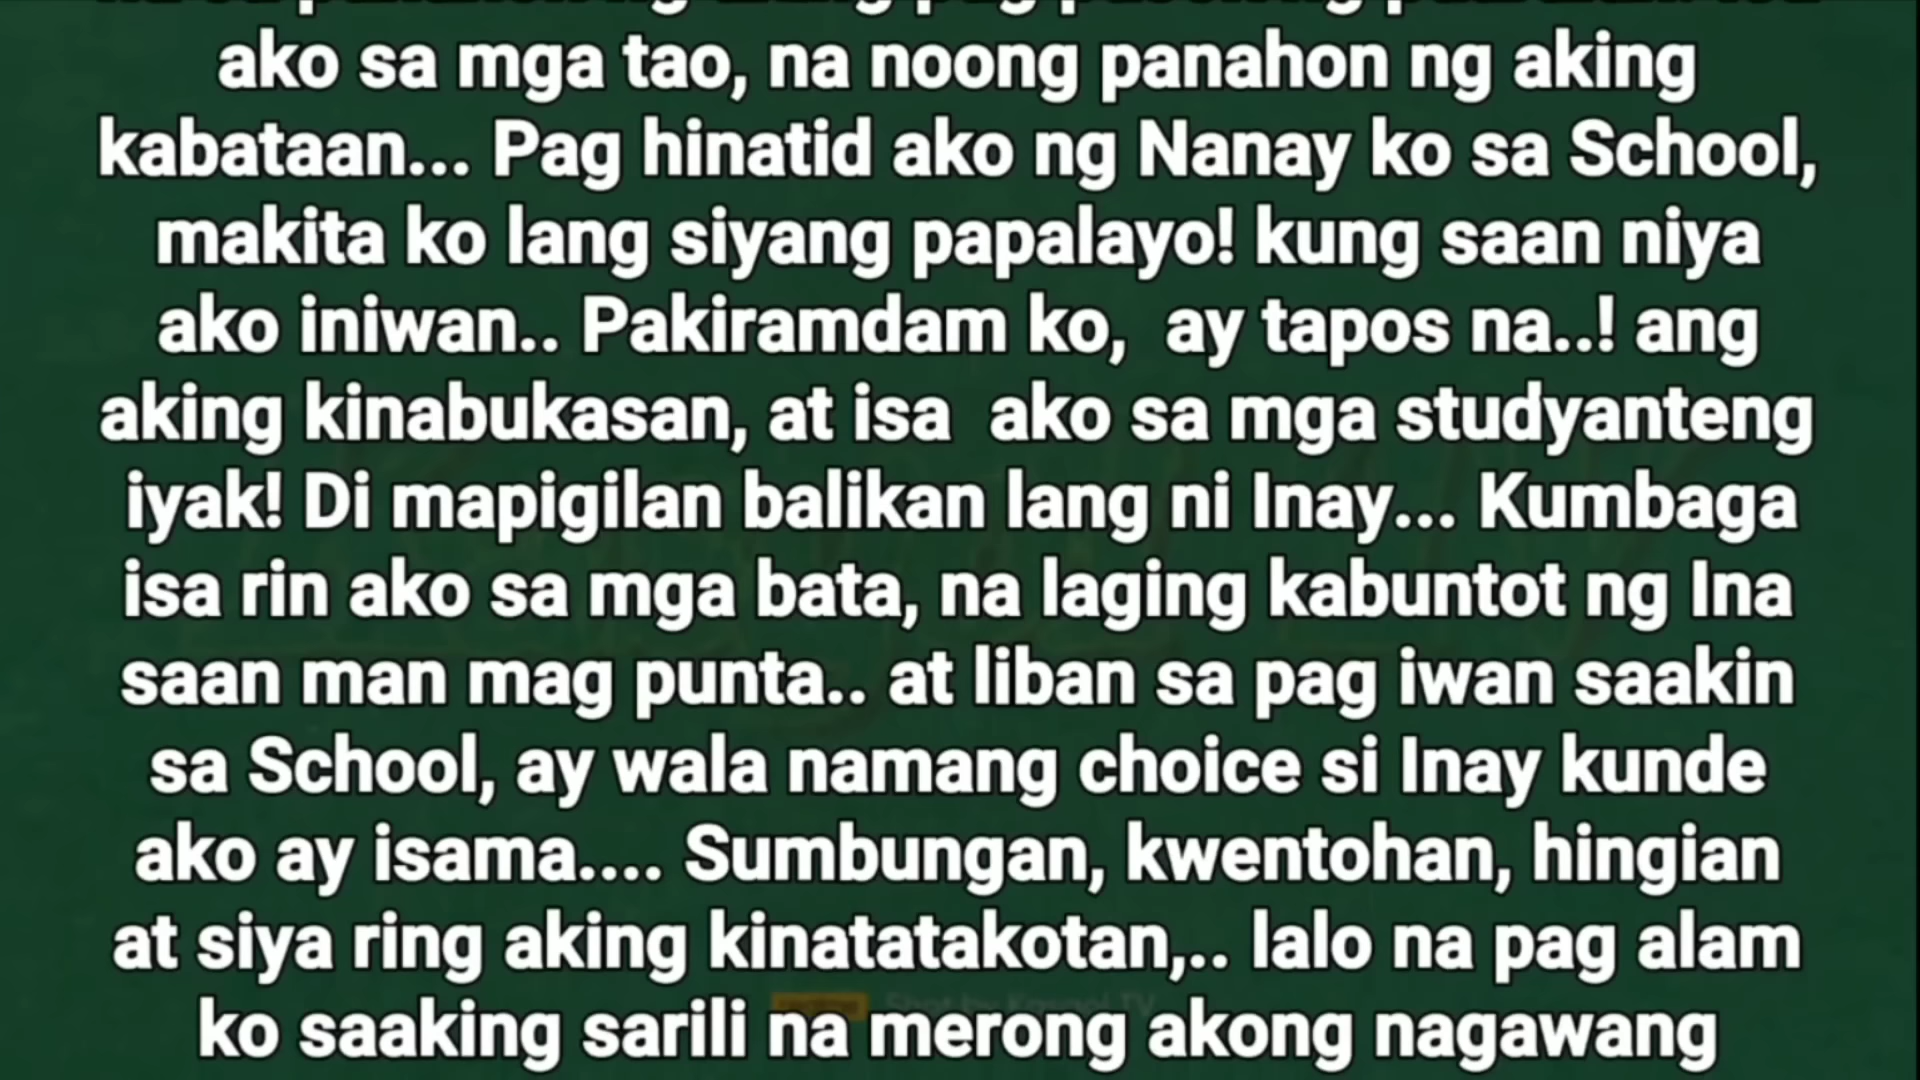 ako sa mga tao, na noong panahon ng aking
kabataan... Pag hinatid ako ng Nanay ko sa School,
makita ko lang siyang papalayo! kung saan niya
ako iniwan.. Pakiramdam ko,  ay tapos na..! ang
aking kinabukasan, at isa  ako sa mga studyanteng
iyak! Di mapigilan balikan lang ni Inay... Kumbaga
isa rin ako sa mga bata, na laging kabuntot ng Ina
saan man mag punta.. at liban sa pag iwan saakin
sa School, ay wala namang choice si Inay kunde
ako ay isama.... Sumbungan, kwentohan, hingian
at siya ring aking kinatatakotan,.. lalo na pag alam
Shot by
ko saaking sarili na merong akong nagawang